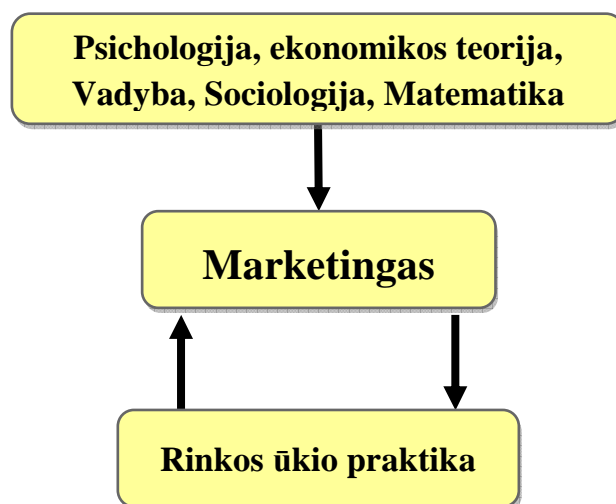 Psichologija, ekonomikos teorija,
Vadyba, Sociologija, Matematika
Marketingas
Rinkos ūkio praktika